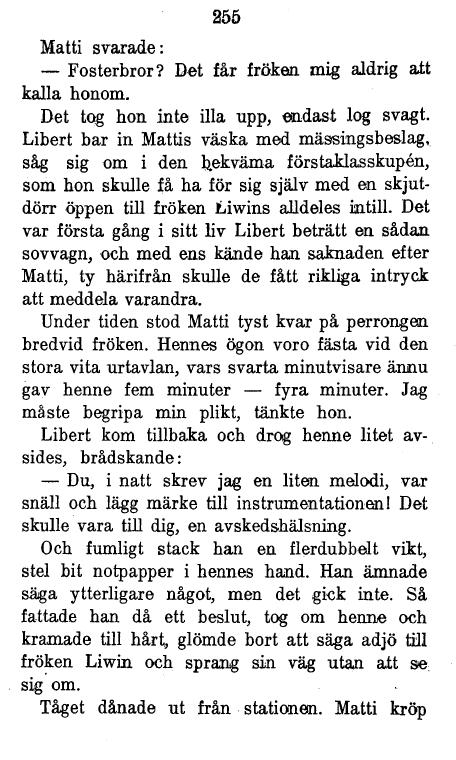 255
Matti svarade:
— Fosterbror? Det får fröken mig aldrig att
kalla honom.
Det tog hon inte illa upp, endast log svagt.
Libert bar in Mattis väska med mässingsbeslag,
såg sig om i den bekväma förstaklasskupén,
som hon skulle få ha för sig själv med en skjut-
dörr öppen till fröken Liwins alldeles intill. Det
var första gång i sitt liv Libert beträtt en sådan
sovvagn, och med ens kände han saknaden efter
Matti, ty härifrån skulle de fått rikliga intryck
att meddela varandra.
Under tiden stod Matti tyst kvar på perrongen
bredvid fröken. Hennes ögon voro fästa vid den
stora vita urtavlan, vars svarta minutvisare ännu
gav henne fem minuter — fyra minuter. Jag
måste begripa min plikt, tänkte hon.
Libert kom tillbaka och drog henne litet av-
sides, brådskande:
— Du, i natt skrev jag en liten melodi, var
snäll och lägg märke till instrumentationen! Det
skulle vara till dig, en avskedshälsning.
Och fumligt stack han en flerdubbelt vikt,
stel bit notpapper i hennes hand. Han ämnade
säga ytterligare något, men det gick inte. Så
fattade han då ett beslut, tog om henne och
kramade till hårt, glömde bort att säga adjö till
fröken Liwin och sprang sin väg utan att se
sig om.
Tåget dånade ut från stationen. Matti kröp